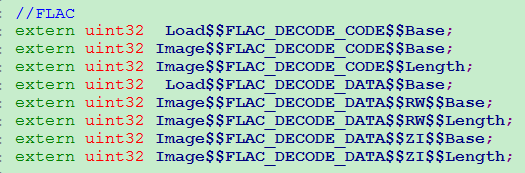 //FLAC
extern uint32  Load$$FLAC_DECODE_CODE$$Base;
extern uint32 Image$$FLAC_DECODE_CODE$$Base;
extern uint32 Image$$FLAC_DECODE_CODE$$Length;
extern uint32  Load$$FLAC_DECODE_DATA$$Base;
extern uint32 Image$$FLAC_DECODE_DATA$$RW$$Base;
extern uint32 Image$$FLAC_DECODE_DATA$$RW$$Length;
extern uint32 Image$$FLAC_DECODE_DATA$$ZI$$Base;
extern uint32 Image$$FLAC_DECODE_DATA$$ZI$$Length;